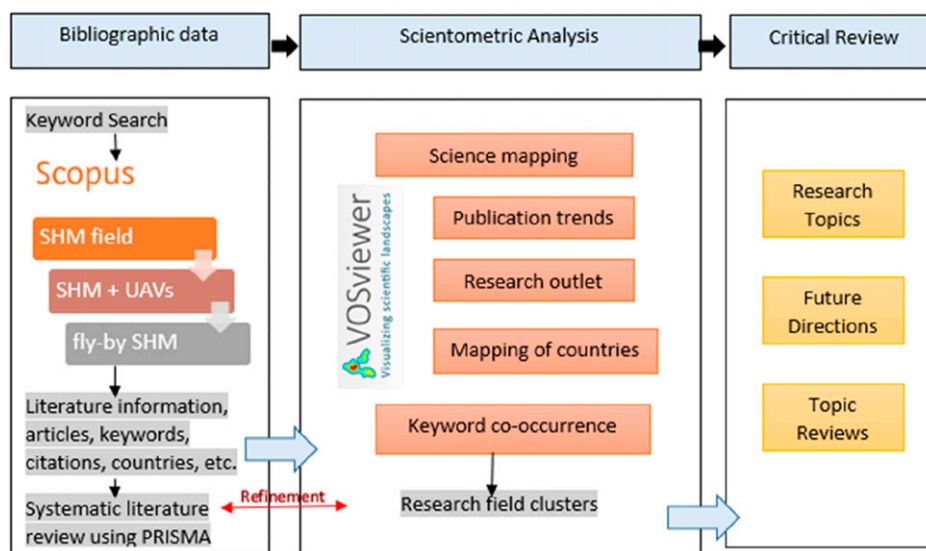 Bibliographic data
Scientometric Analysis
Critical Review
Keyword Search
Scopus
SHM field
SHM + UAVs
fly-by SHM
Literature information,
articles, keywords,
citations, countries, etc.
Systematic literature
review using PRISMA
Refinement
Science mapping
VOSviewer
Visualizing scientific landscapes
Publication trends
Research outlet
Mapping of countries
Keyword co-occurrence
Research field clusters
Research
Topics
Future
Directions
Topic
Reviews